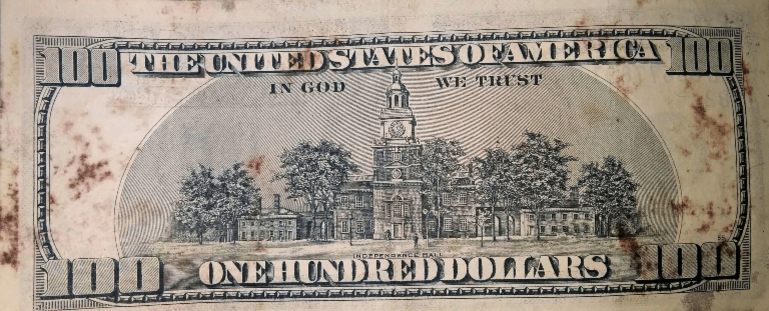 100 THE UNITED STATES OF AMERICA 100
IN GOD WE TRUST
INDEPENDENCE HALL
100 ONE HUNDRED DOLLARS 100